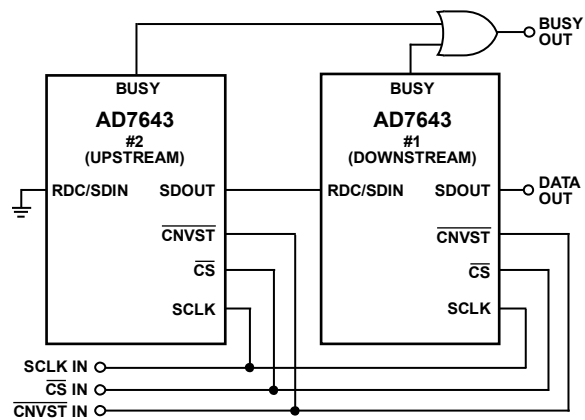 BUSY
OUT
BUSY
AD7643
#2
(UPSTREAM)
RDC/SDIN
SDOUT
CNVST
CS
SCLK
BUSY
AD7643
#1
(DOWNSTREAM)
RDC/SDIN
SDOUT
CNVST
CS
SCLK
DATA
OUT
SCLK IN
CS IN
CNVST IN